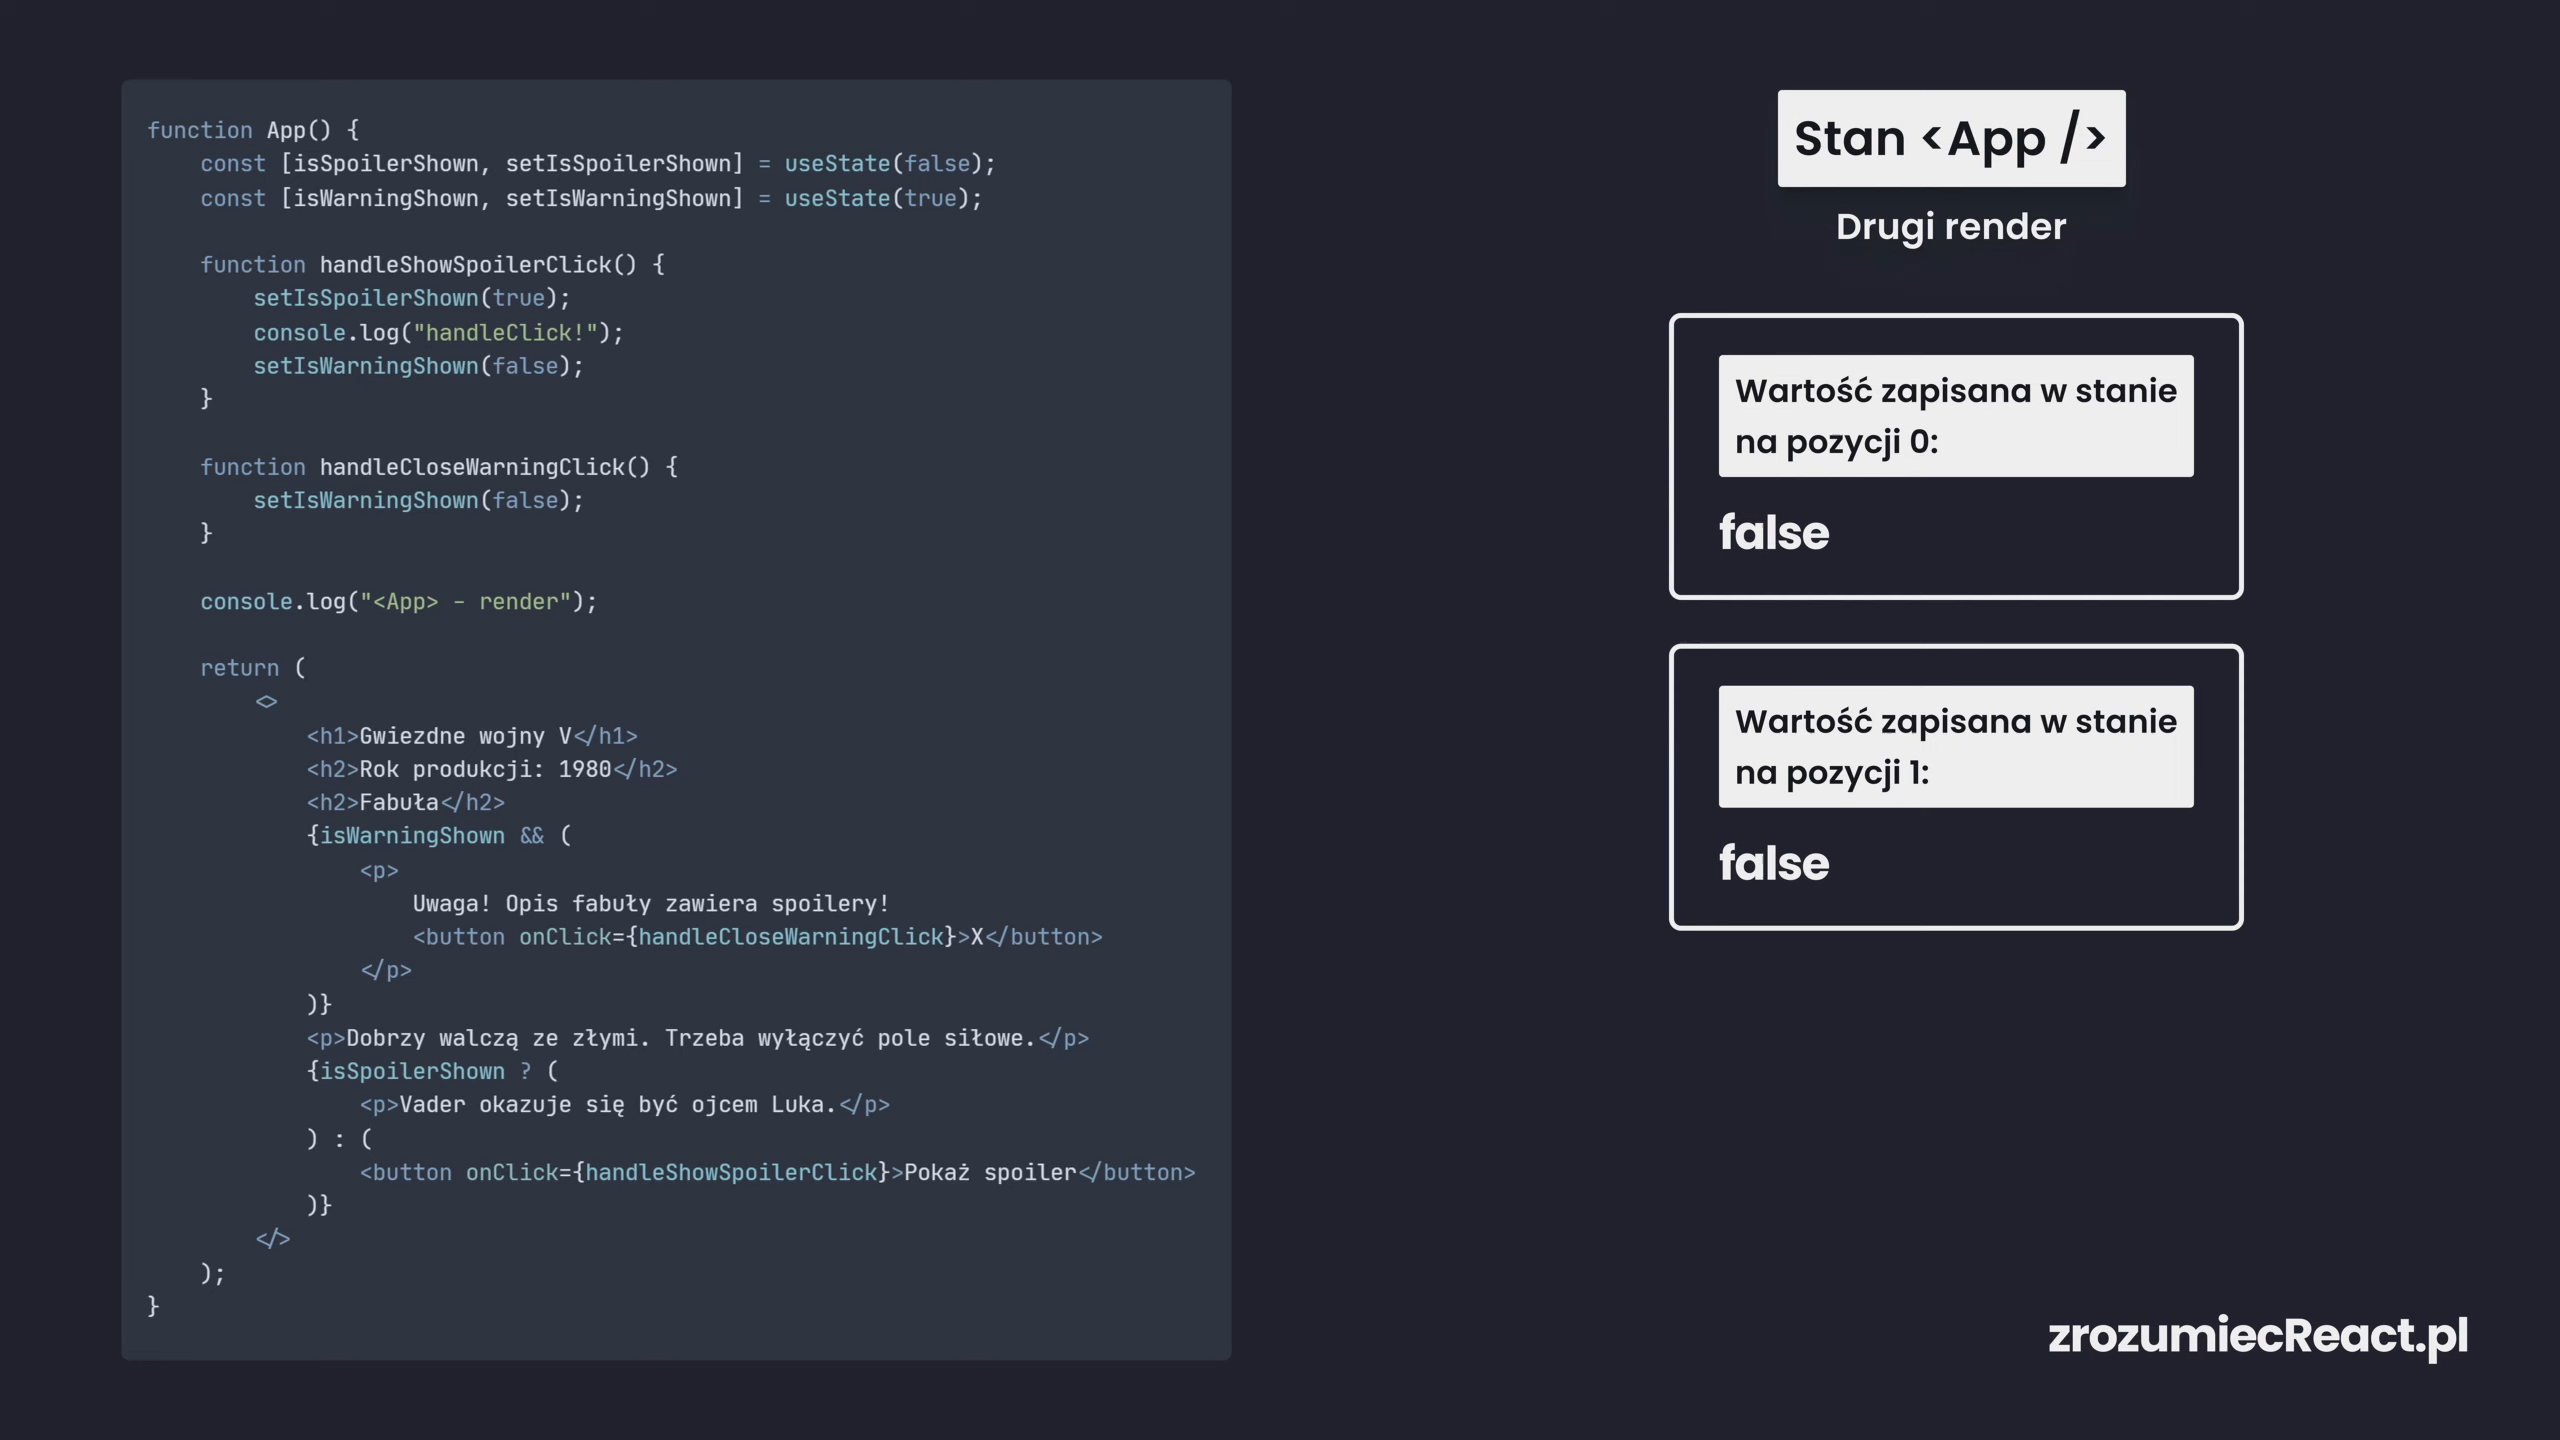 function App() {
    const [isSpoilerShown, setIsSpoilerShown] = useState(false);
    const [isWarningShown, setIsWarningShown] = useState(true);

    function handleShowSpoilerClick() {
        setIsSpoilerShown(true);
        console.log("handleClick!");
        setIsWarningShown(false);
    }

    function handleCloseWarningClick() {
        setIsWarningShown(false);
    }

    console.log("<App> - render");

    return (
        <>
            <h1>Gwiezdne wojny V</h1>
            <h2>Rok produkcji: 1980</h2>
            <h2>Fabuła</h2>
            {isWarningShown && (
                <p>
                    Uwaga! Opis fabuły zawiera spoilery!
                    <button onClick={handleCloseWarningClick}>X</button>
                </p>
            )}
            <p>Dobrzy walczą ze złymi. Trzeba wyłączyć pole siłowe.</p>
            {isSpoilerShown ? (
                <p>Vader okazuje się być ojcem Luka.</p>
            ) : (
                <button onClick={handleShowSpoilerClick}>Pokaż spoiler</button>
            )}
        </>
    );
}
Stan <App />
Drugi render
Wartość zapisana w stanie
na pozycji 0:
false
Wartość zapisana w stanie
na pozycji 1:
false
zrozumiecReact.pl